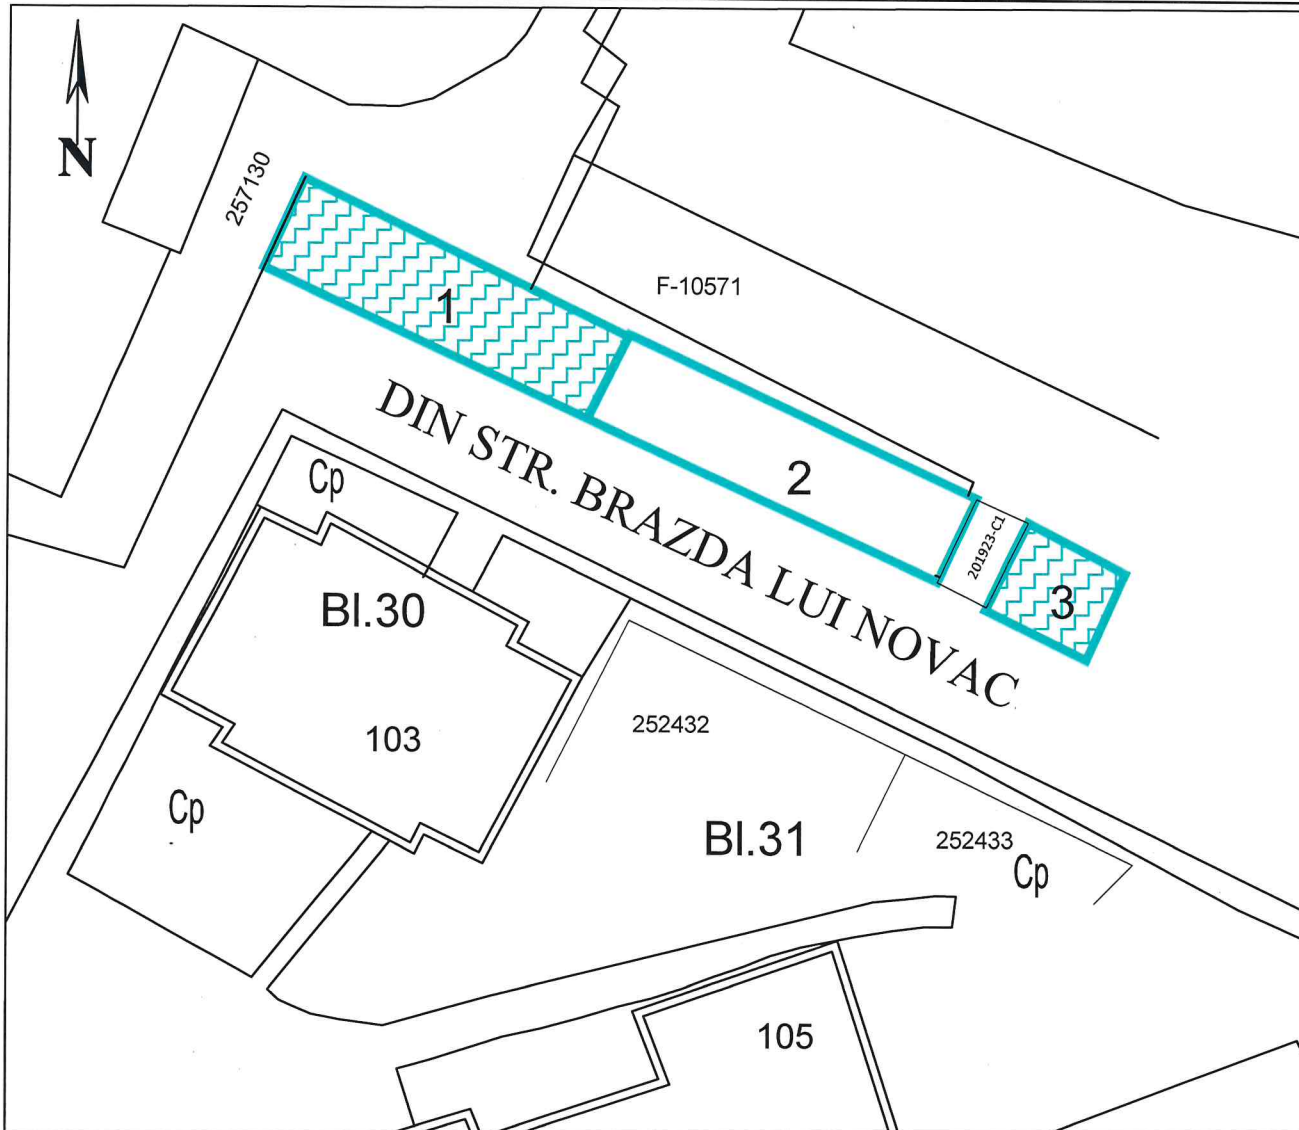 N
257130
F-10571
1
2
201923-C1
3
DIN STR. BRAZDA LUI NOVAC
Cp
Bl.30
103
Cp
252432
Bl.31
252433
Cp
105